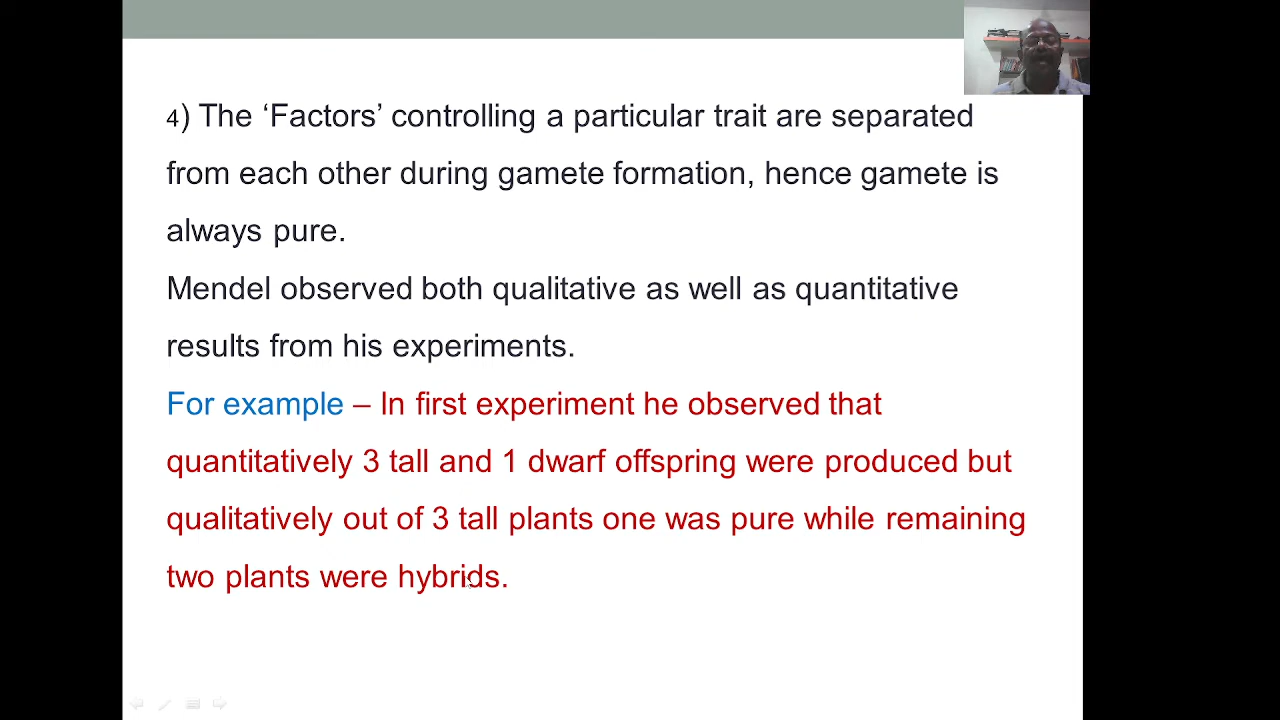 4) The ‘Factors’ controlling a particular trait are separated
from each other during gamete formation, hence gamete is
always pure.
Mendel observed both qualitative as well as quantitative
results from his experiments.
For example – In first experiment he observed that
quantitatively 3 tall and 1 dwarf offspring were produced but
qualitatively out of 3 tall plants one was pure while remaining
two plants were hybrids.